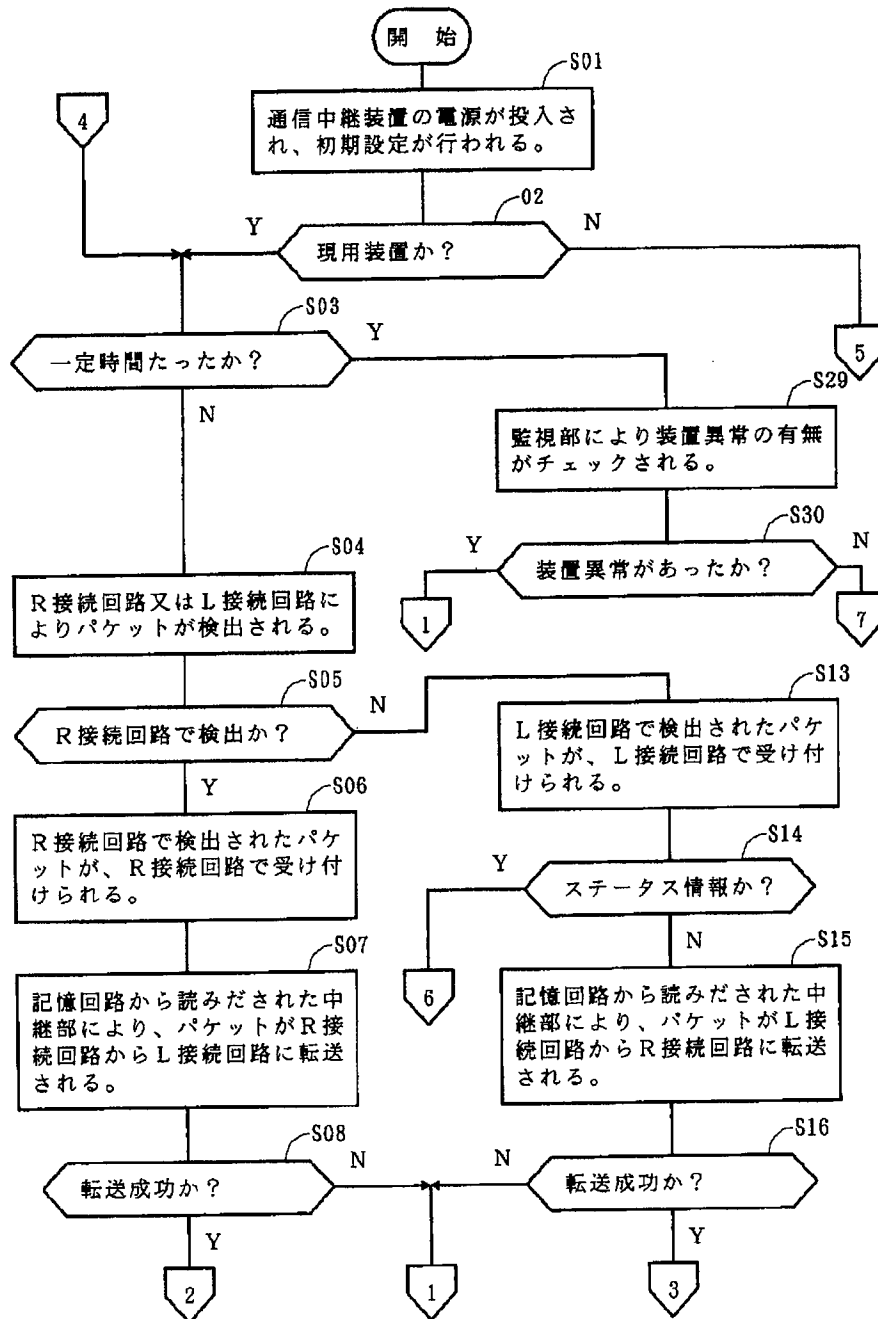 開 始
S01
通信中継装置の電源が投入さ
れ、初期設定が行われる。
4
02
Y
現用装置か?
N
S03
一定時間たったか?
Y
N
5
S29
監視部により装置異常の有無
がチェックされる。
S30
Y
装置異常があったか?
N
1
7
S04
R接続回路又はL接続回路に
よりパケットが検出される。
S05
R接続回路で検出か?
N
Y
S13
L接続回路で検出されたパケ
ットが、L接続回路で受け付
けられる。
S06
R接続回路で検出されたパケ
ットが、R接続回路で受け付
けられる。
S14
Y
ステータス情報か?
N
6
S07
記憶回路から読みだされた中
継部により、パケットがR接
続回路からL接続回路に転送
される。
S15
記憶回路から読みだされた中
継部により、パケットがL接
続回路からR接続回路に転送
される。
S08
転送成功か?
N
Y
S16
N
転送成功か?
Y
2
1
3